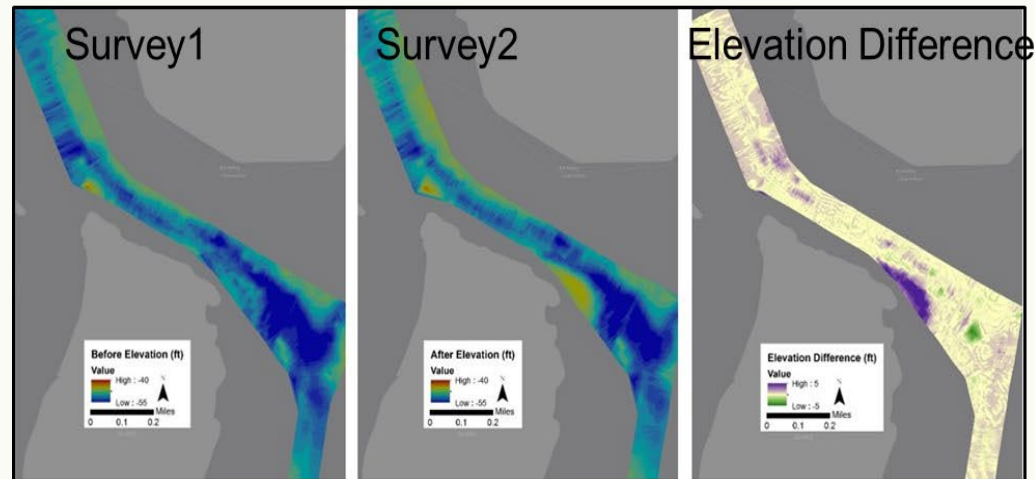 Survey1
Survey2
Elevation Difference
Before Elevation (ft)
Value
High : -40
Low : -55
N
Miles
0 0.1 0.2
After Elevation (ft)
Value
High : -40
Low : -55
N
Miles
0 0.1 0.2
Elevation Difference (ft)
Value
High : 5
Low : -5
N
Miles
0 0.1 0.2